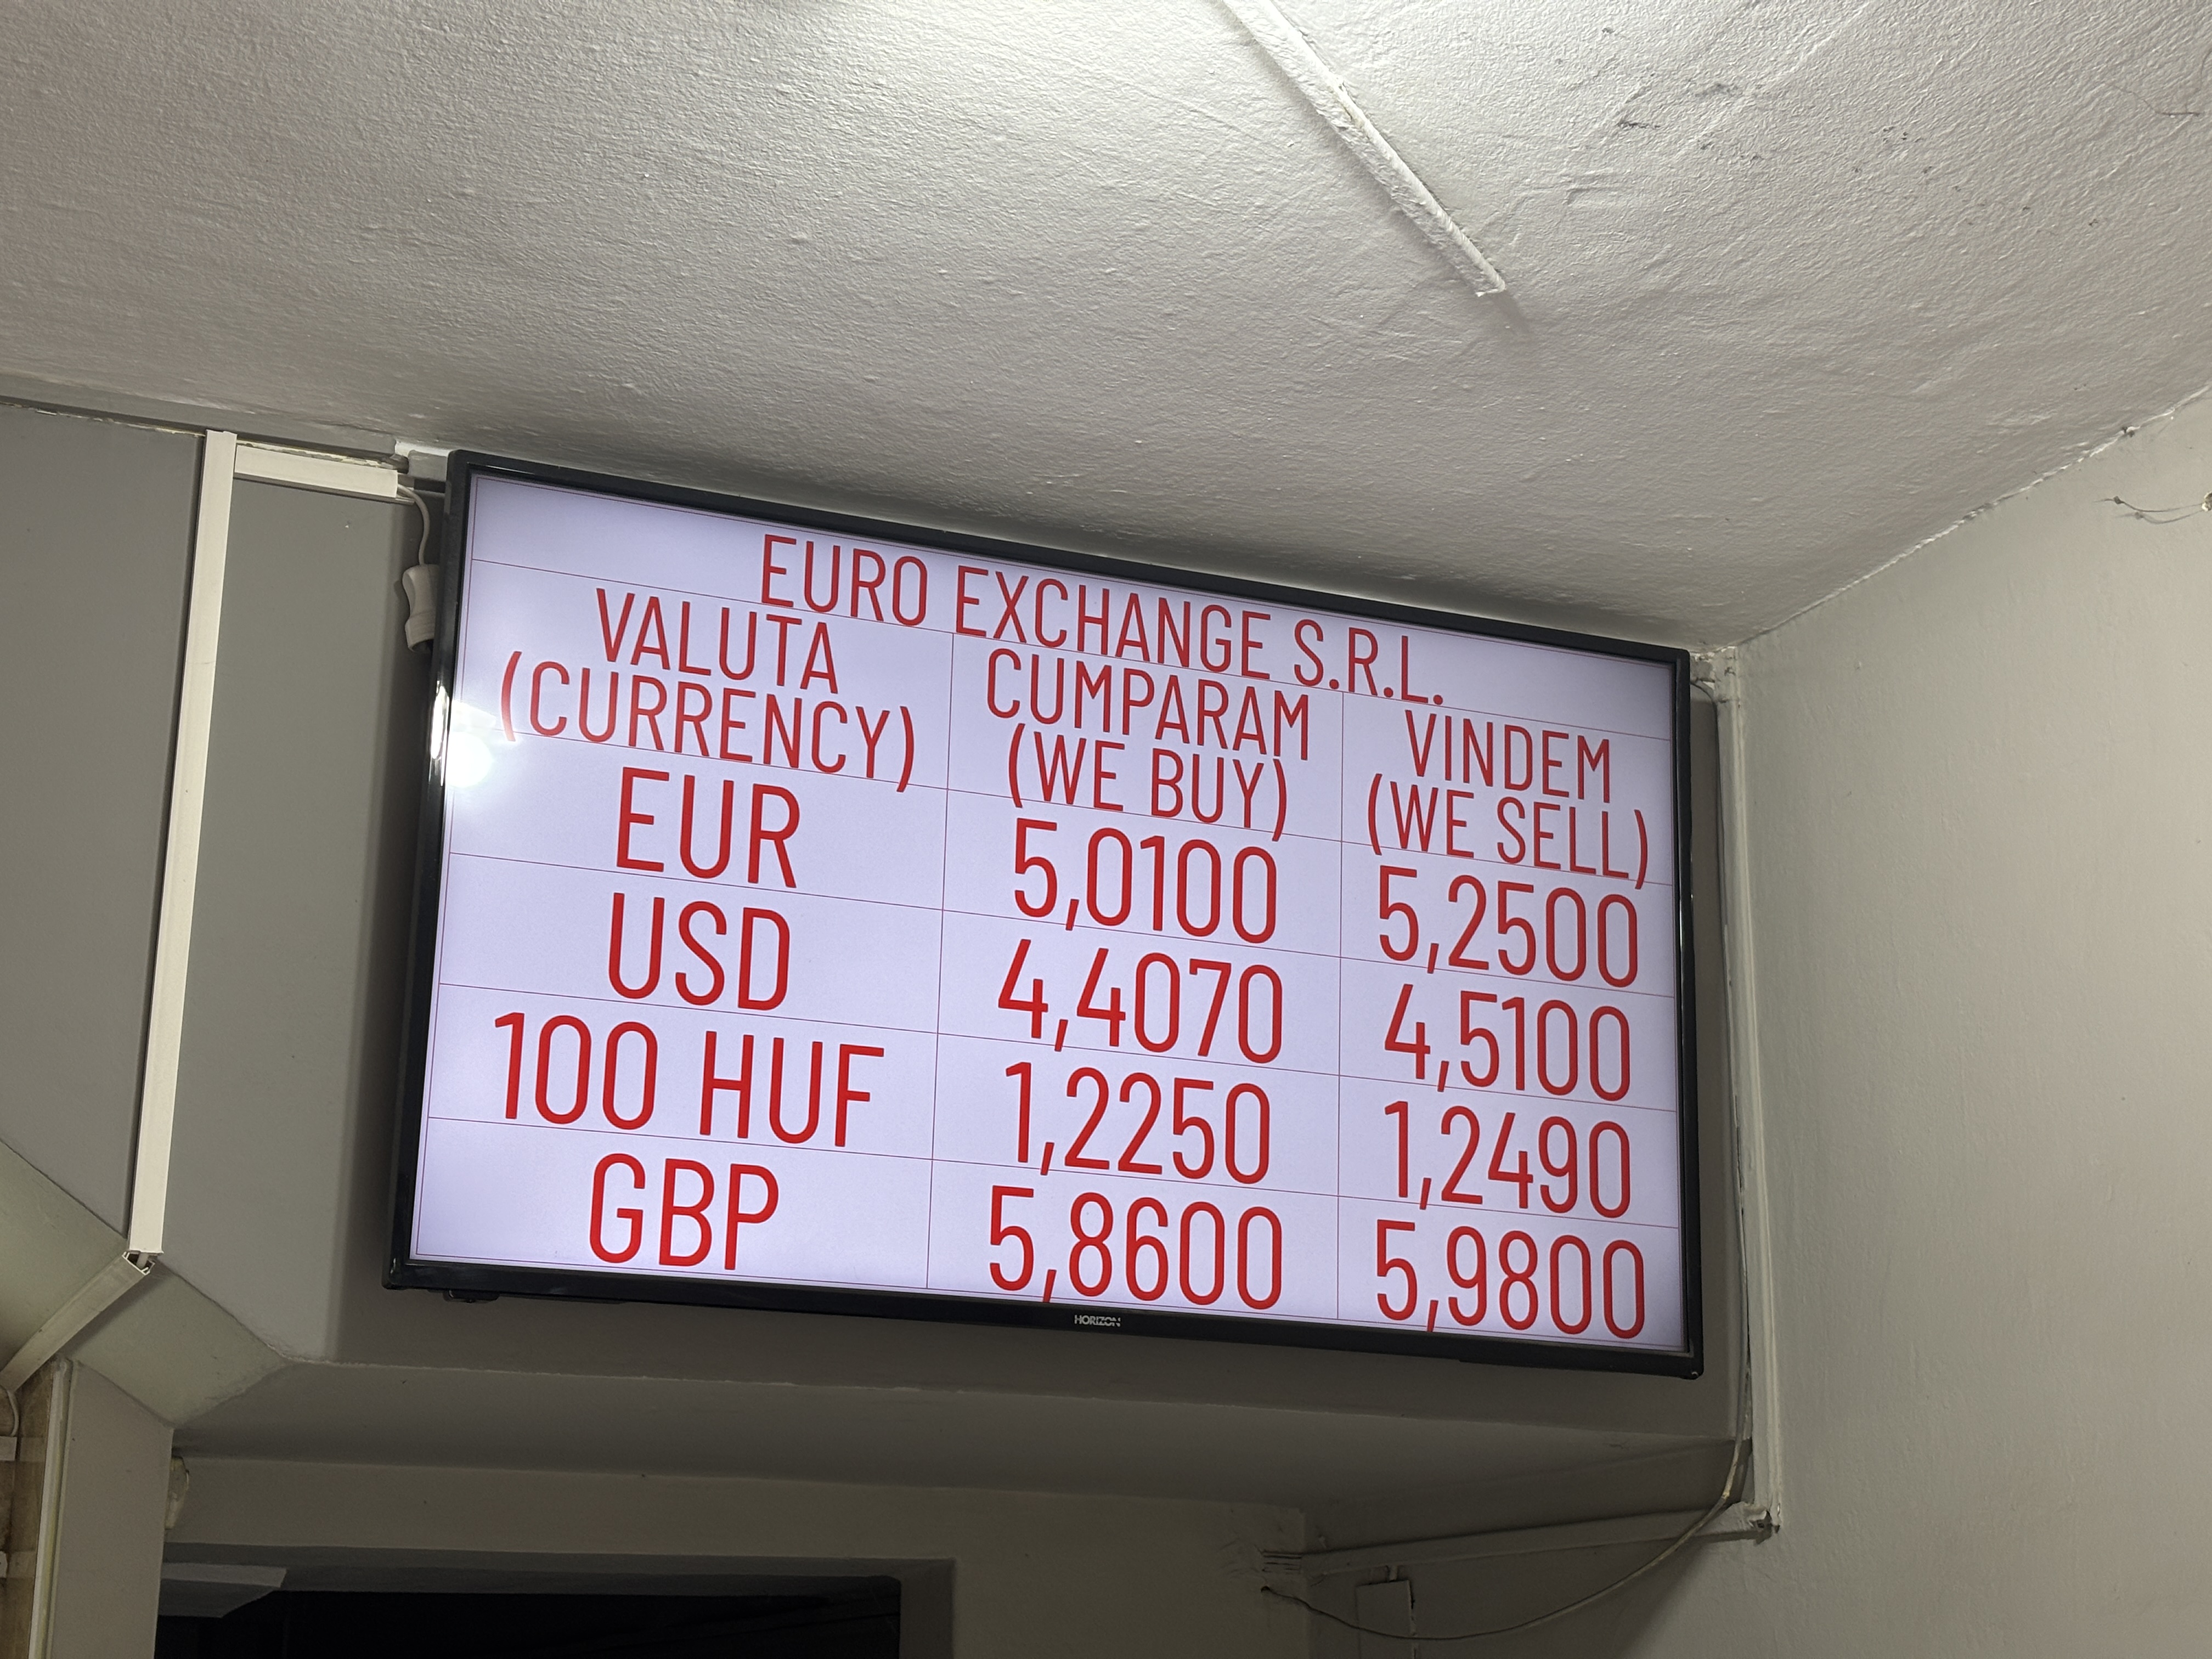 EURO EXCHANGE S.R.L.
VALUTA
(CURRENCY)
CUMPARAM
(WE BUY)
VINDEM
(WE SELL)
EUR 5,0100 5,2500
USD 4,4070 4,5100
100 HUF 1,2250 1,2490
GBP 5,8600 5,9800
HORIZON